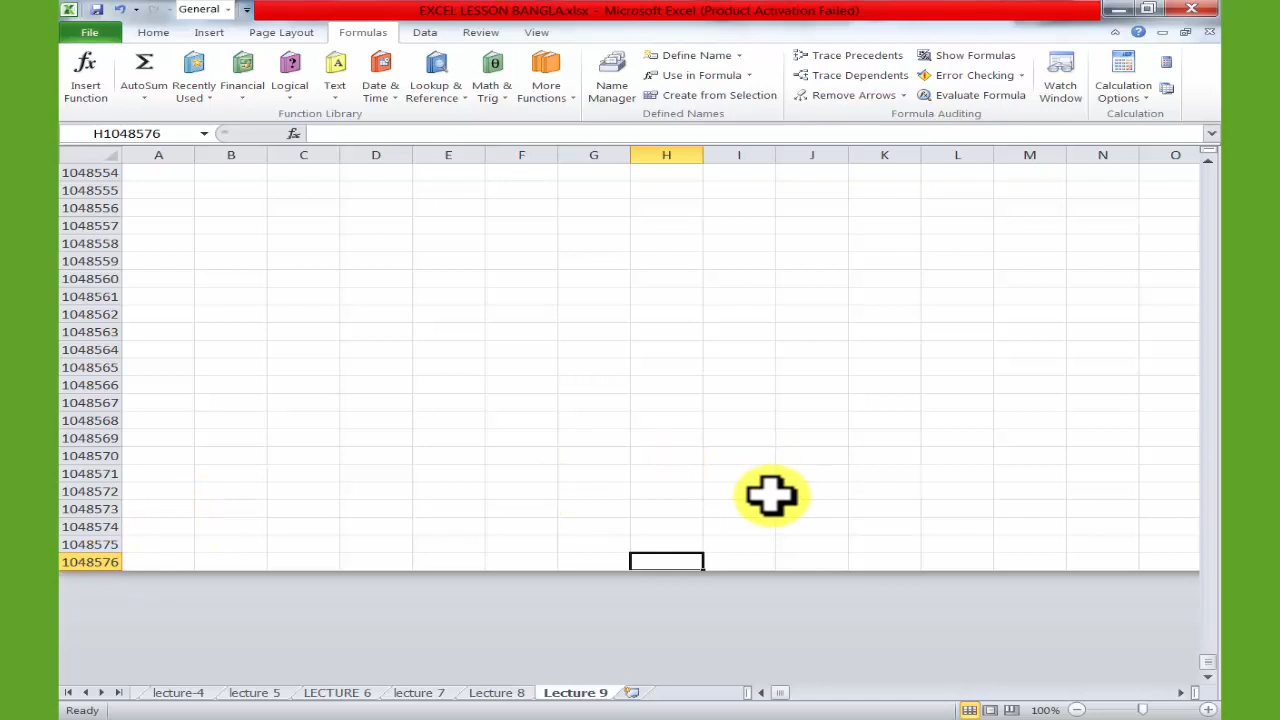 General
EXCEL LESSON BANGLA.xlsx - Microsoft Excel (Product Activation Failed)
File Home Insert Page Layout Formulas Data Review View
Insert Function
AutoSum
Recently Used
Financial
Logical
Text
Date & Time
Lookup & Reference
Math & Trig
More Functions
Function Library
Name Manager
Define Name
Use in Formula
Create from Selection
Defined Names
Trace Precedents
Trace Dependents
Remove Arrows
Show Formulas
Error Checking
Evaluate Formula
Formula Auditing
Watch Window
Calculation Options
Calculation
H1048576 fx
A B C D E F G H I J K L M N O
1048554
1048555
1048556
1048557
1048558
1048559
1048560
1048561
1048562
1048563
1048564
1048565
1048566
1048567
1048568
1048569
1048570
1048571
1048572
1048573
1048574
1048575
1048576
lecture-4 lecture 5 LECTURE 6 lecture 7 Lecture 8 Lecture 9
Ready 100%